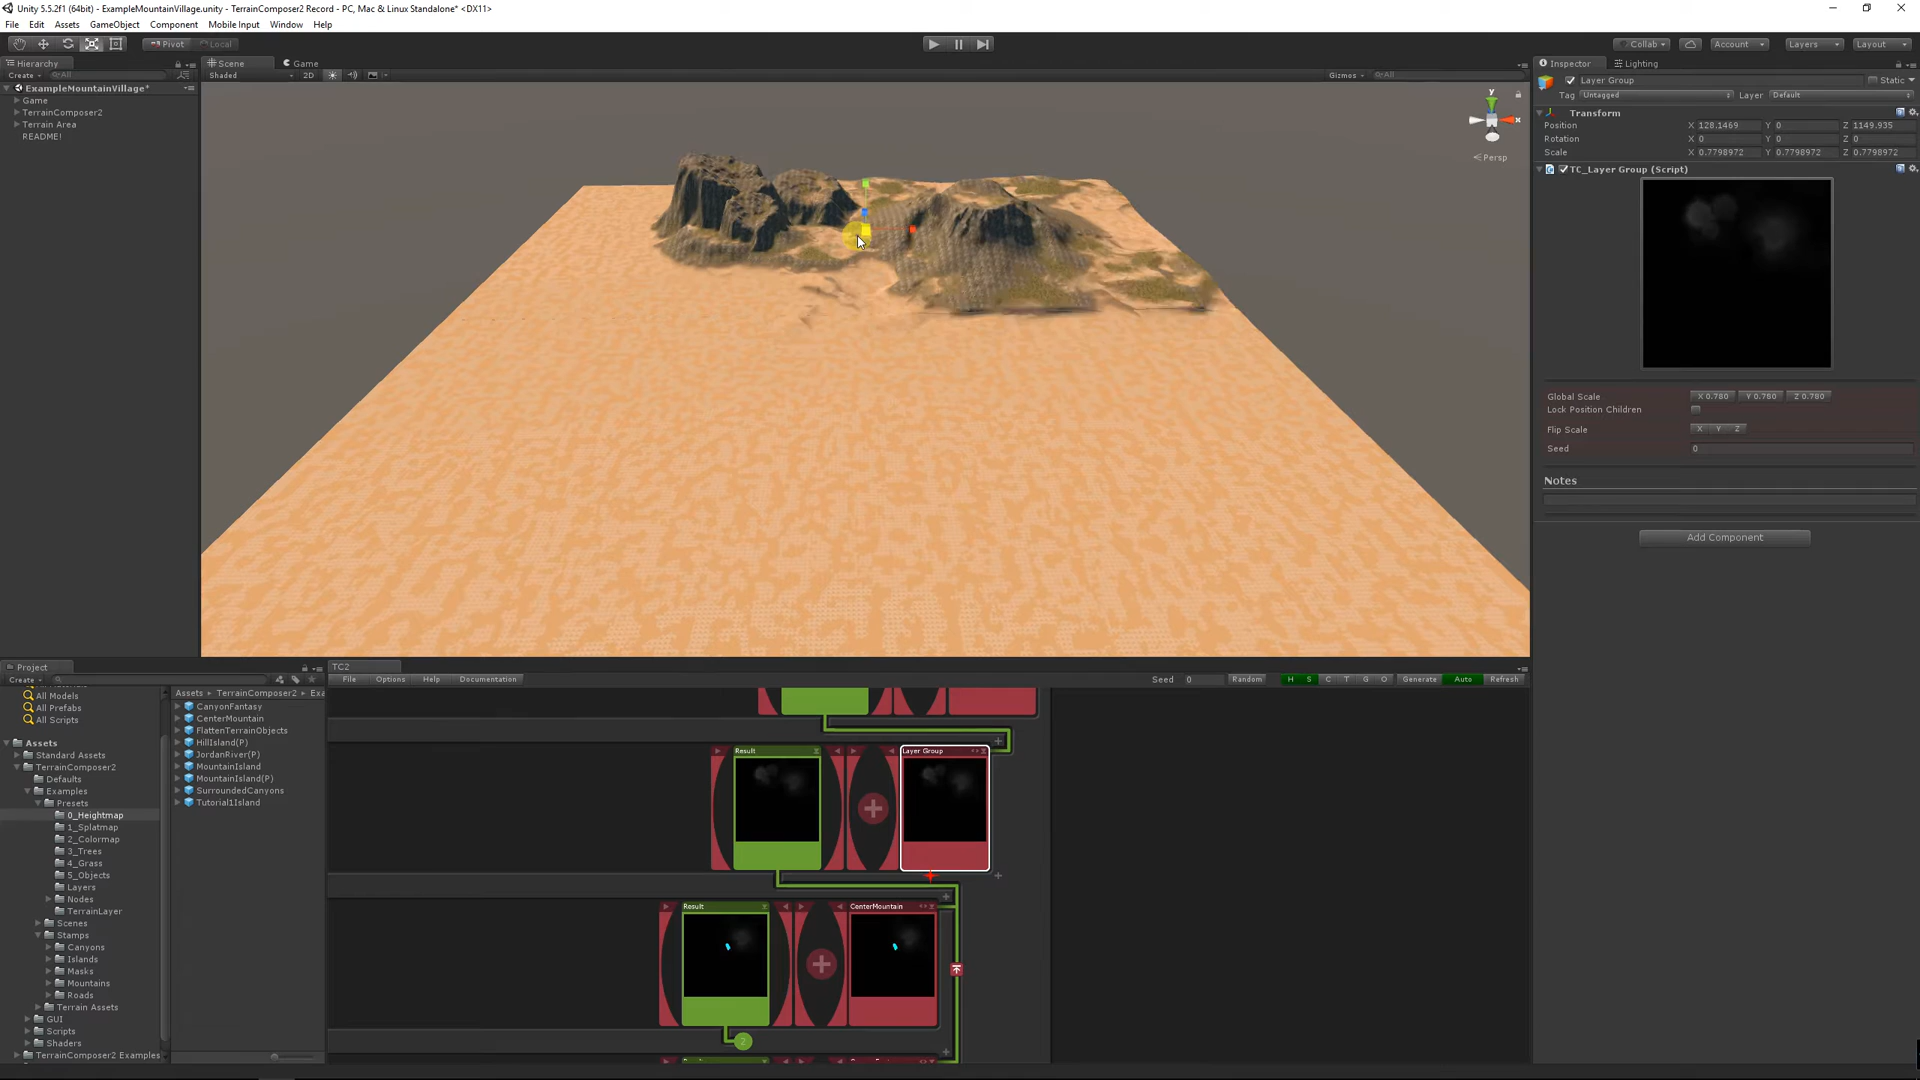 Unity 5.5.2f1 (64bit) - ExampleMountainVillage.unity - TerrainComposer2 Record - PC, Mac & Linux Standalone* <DX11>
File Edit Assets GameObject Component Mobile Input Window Help
Pivot Local Collab Account Layers Layout
Hierarchy
Create All
ExampleMountainVillage*
Game
TerrainComposer2
Terrain Area
README!
Scene Game
Shaded 2D Gizmos All
y
x
Persp
Inspector Lighting
Layer Group Static
Tag Untagged Layer Default
Transform
Position X 128.1469 Y 0 Z 1149.935
Rotation X 0 Y 0 Z 0
Scale X 0.7798972 Y 0.7798972 Z 0.7798972
TC_Layer Group (Script)
Global Scale X 0.780 Y 0.780 Z 0.780
Lock Position Children
Flip Scale X Y Z
Seed 0
Notes
Add Component
Project
Create
All Models
All Prefabs
All Scripts
Assets
Standard Assets
TerrainComposer2
Defaults
Examples
Presets
0_Heightmap
1_Splatmap
2_Colormap
3_Trees
4_Grass
5_Objects
Layers
Nodes
TerrainLayer
Scenes
Stamps
Canyons
Islands
Masks
Mountains
Roads
Terrain Assets
GUI
Scripts
Shaders
TerrainComposer2 Examples
Assets TerrainComposer2 Exa
CanyonFantasy
CenterMountain
FlattenTerrainObjects
HillIsland(P)
JordanRiver(P)
MountainIsland
MountainIsland(P)
SurroundedCanyons
Tutorial1Island
TC2
File Options Help Documentation Seed 0 Random H S C T G O Generate Auto Refresh
Result Layer Group
Result CenterMountain
2